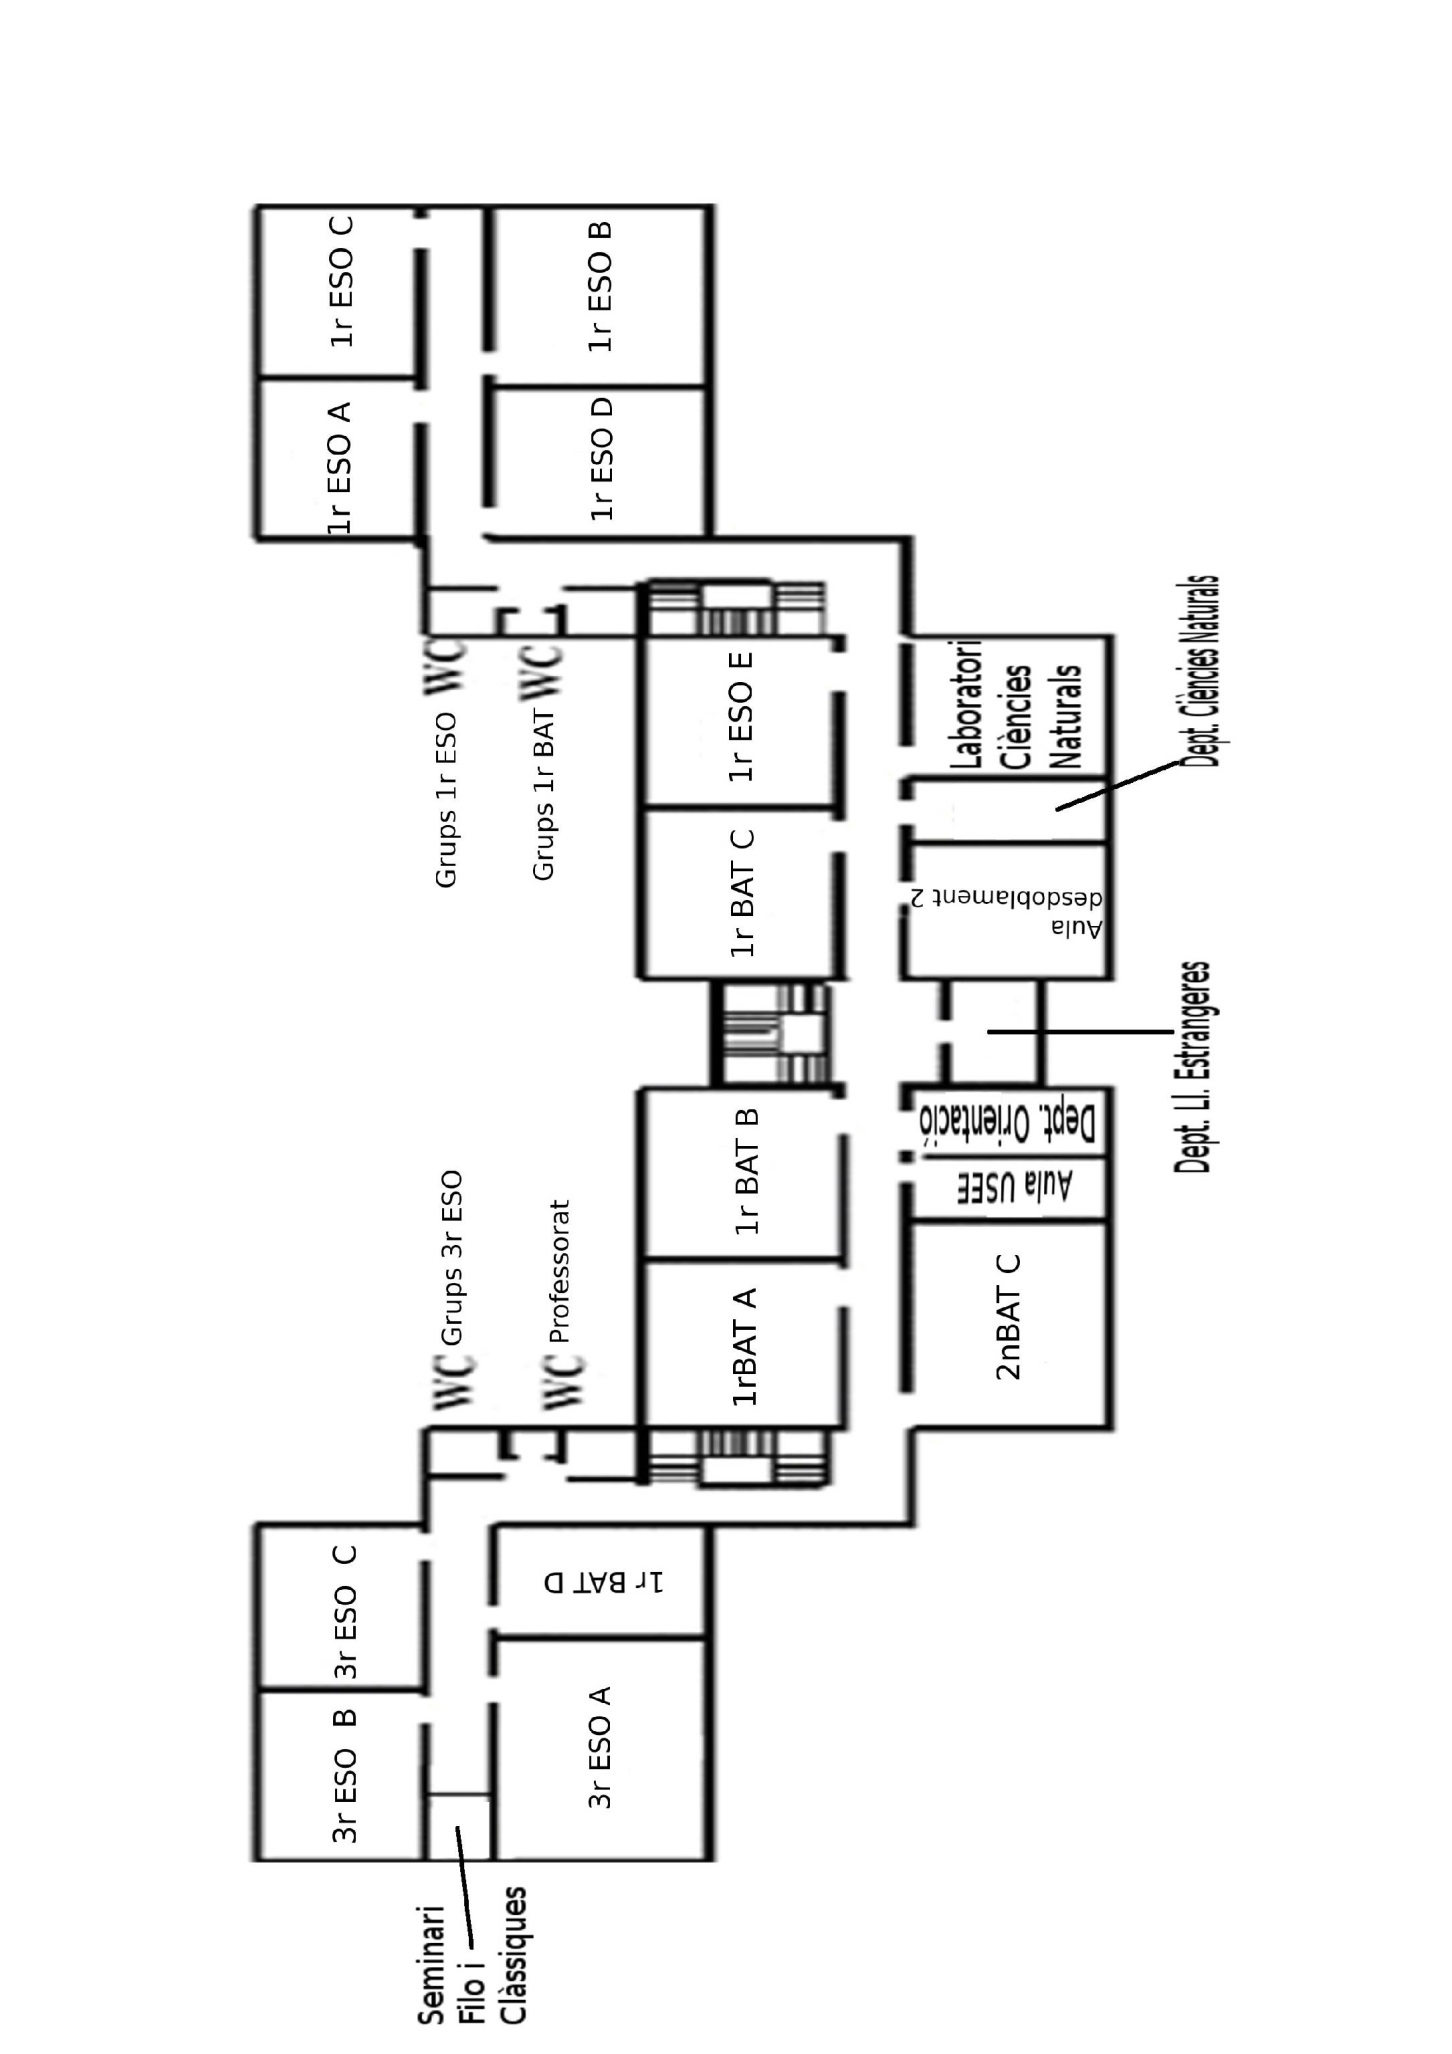 1r ESO C
1r ESO B
1r ESO A
1r ESO D
WC Grups 1r ESO
WC Grups 1r BAT
1r ESO E
1r BAT C
Laboratori
Ciències
Naturals
Dept. Ciències Naturals
Aula
desdoblament 2
Dept. Ll. Estrangeres
Dept. Orientació
Aula USEE
1r BAT B
1rBAT A
2nBAT C
WC Grups 3r ESO
WC Professorat
3r ESO C
1r BAT D
3r ESO B
3r ESO A
Seminari
Filo i
Clàssiques